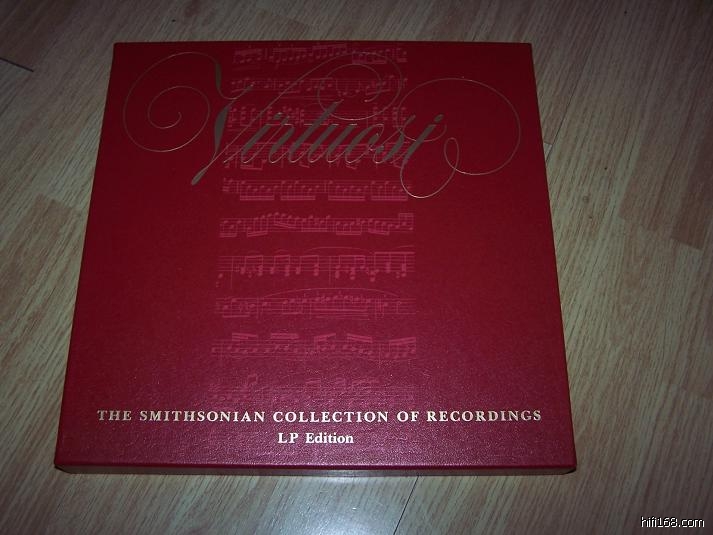 Virtuosi
THE SMITHSONIAN COLLECTION OF RECORDINGS
LP Edition
hifi168.com